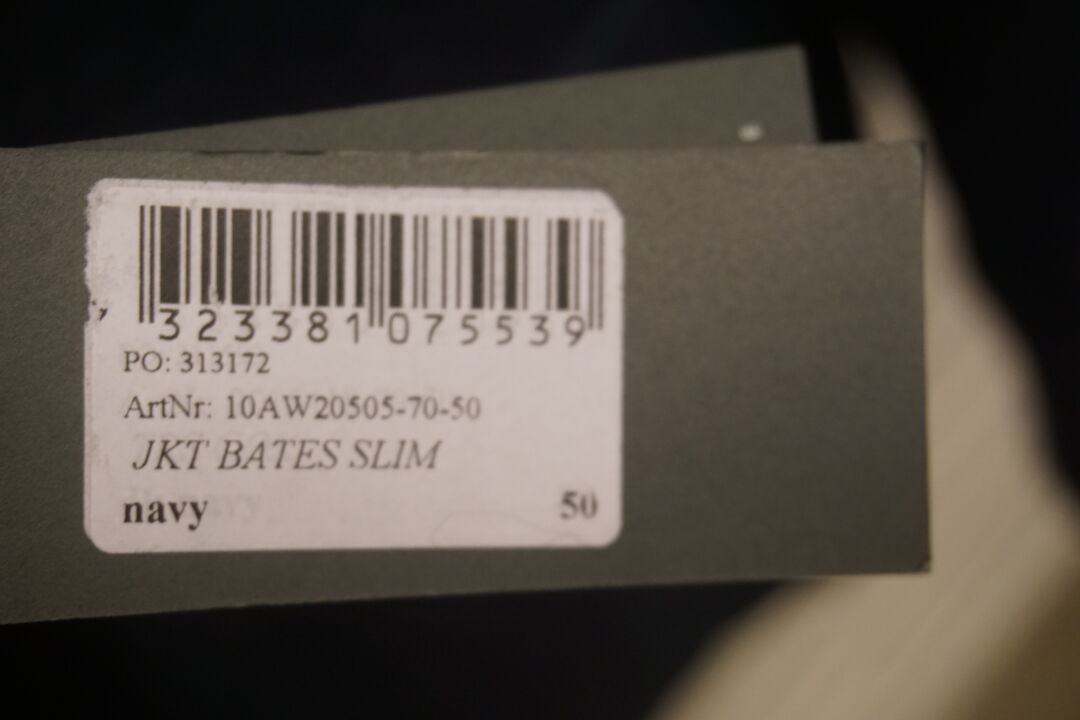 323381075539
PO: 313172
ArtNr: 10AW20505-70-50
JKT BATES SLIM
navy 50